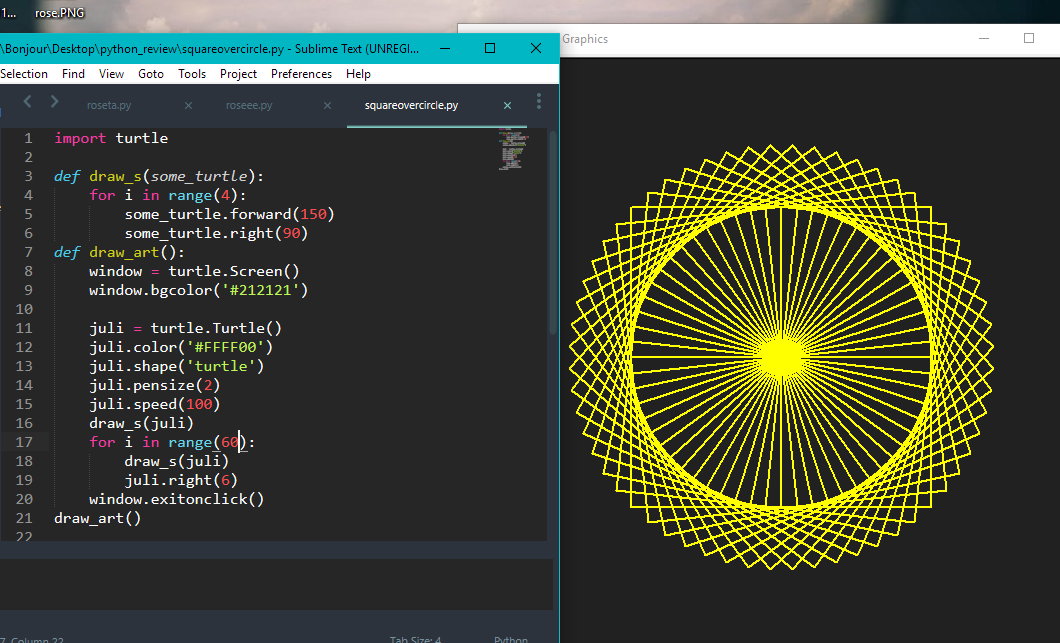 1...
rose.PNG
\Bonjour\Desktop\python_review\squareovercircle.py - Sublime Text (UNREGI...
Graphics
Selection Find View Goto Tools Project Preferences Help
roseta.py roseee.py squareovercircle.py
1 import turtle
2
3 def draw_s(some_turtle):
4     for i in range(4):
5         some_turtle.forward(150)
6         some_turtle.right(90)
7 def draw_art():
8     window = turtle.Screen()
9     window.bgcolor('#212121')
10
11     juli = turtle.Turtle()
12     juli.color('#FFFF00')
13     juli.shape('turtle')
14     juli.pensize(2)
15     juli.speed(100)
16     draw_s(juli)
17     for i in range(60):
18         draw_s(juli)
19         juli.right(6)
20     window.exitonclick()
21 draw_art()
22
7, Column 22 Tab Size: 4 Python